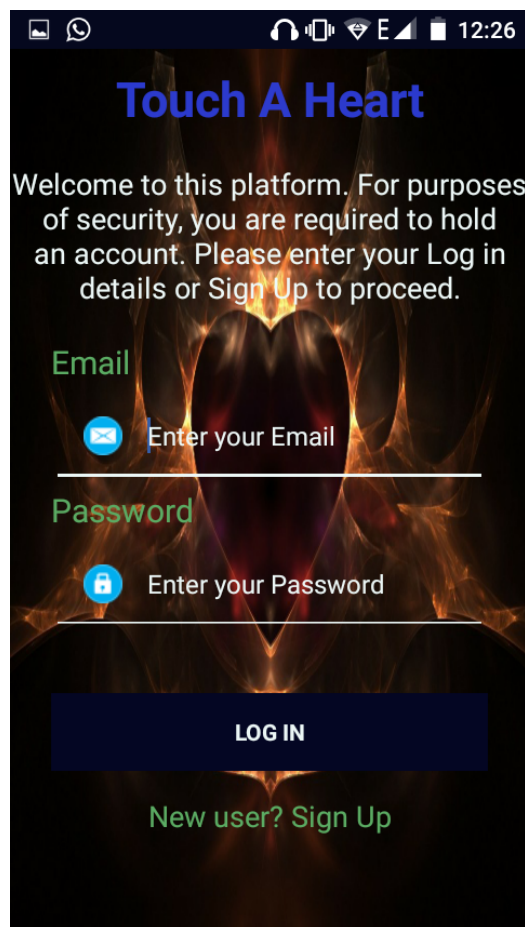 E 12:26
Touch A Heart
Welcome to this platform. For purposes
of security, you are required to hold
an account. Please enter your Log in
details or Sign Up to proceed.
Email
Enter your Email
Password
Enter your Password
LOG IN
New user? Sign Up